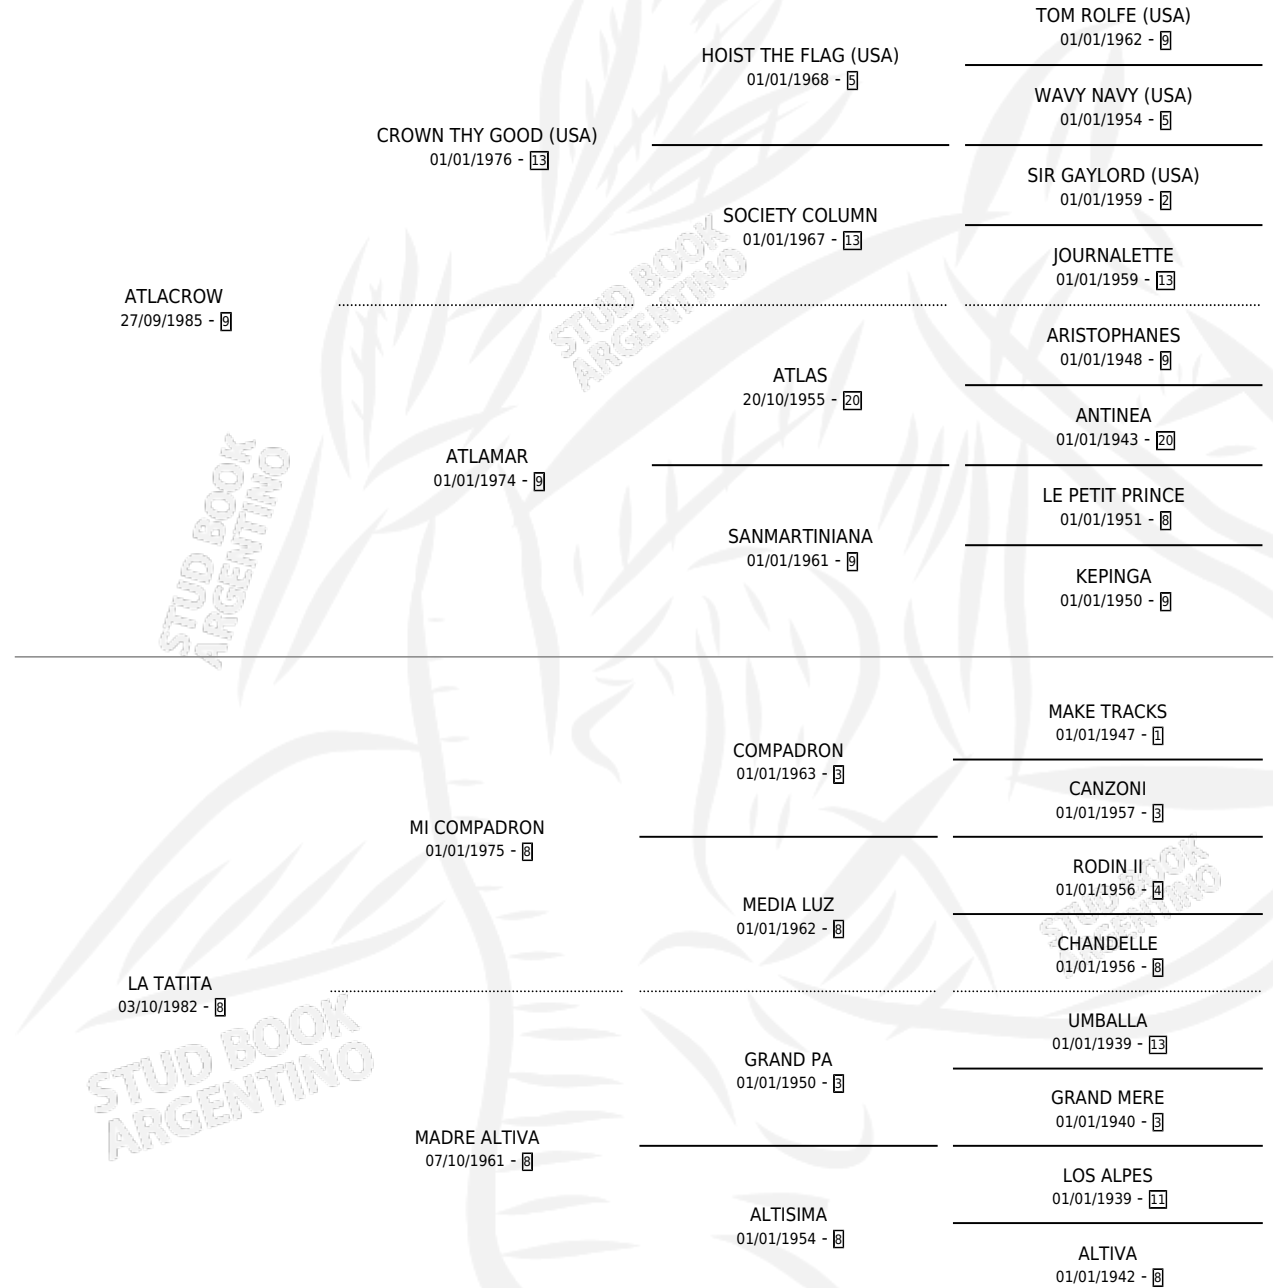 TOM ROLFE (USA)
01/01/1962 - 9
HOIST THE FLAG (USA)
01/01/1968 - 5
WAVY NAVY (USA)
01/01/1954 - 5
CROWN THY GOOD (USA)
01/01/1976 - 13
SIR GAYLORD (USA)
01/01/1959 - 2
SOCIETY COLUMN
01/01/1967 - 13
JOURNALETTE
01/01/1959 - 13
ATLACROW
27/09/1985 - 9
STUD BOOK
ARGENTINO
ARISTOPHANES
01/01/1948 - 9
ATLAS
20/10/1955 - 20
ANTINEA
01/01/1943 - 20
ATLAMAR
01/01/1974 - 9
LE PETIT PRINCE
01/01/1951 - 8
SANMARTINIANA
01/01/1961 - 9
KEPINGA
01/01/1950 - 9
STUD BOOK
ARGENTINO
MAKE TRACKS
01/01/1947 - 1
COMPADRON
01/01/1963 - 3
CANZONI
01/01/1957 - 3
MI COMPADRON
01/01/1975 - 8
RODIN II
01/01/1956 - 4
MEDIA LUZ
01/01/1962 - 8
STUD BOOK
ARGENTINO
CHANDELLE
01/01/1956 - 8
LA TATITA
03/10/1982 - 8
UMBALLA
01/01/1939 - 13
GRAND PA
01/01/1950 - 3
STUD BOOK
ARGENTINO
GRAND MERE
01/01/1940 - 3
MADRE ALTIVA
07/10/1961 - 8
LOS ALPES
01/01/1939 - 11
ALTISIMA
01/01/1954 - 8
ALTIVA
01/01/1942 - 8